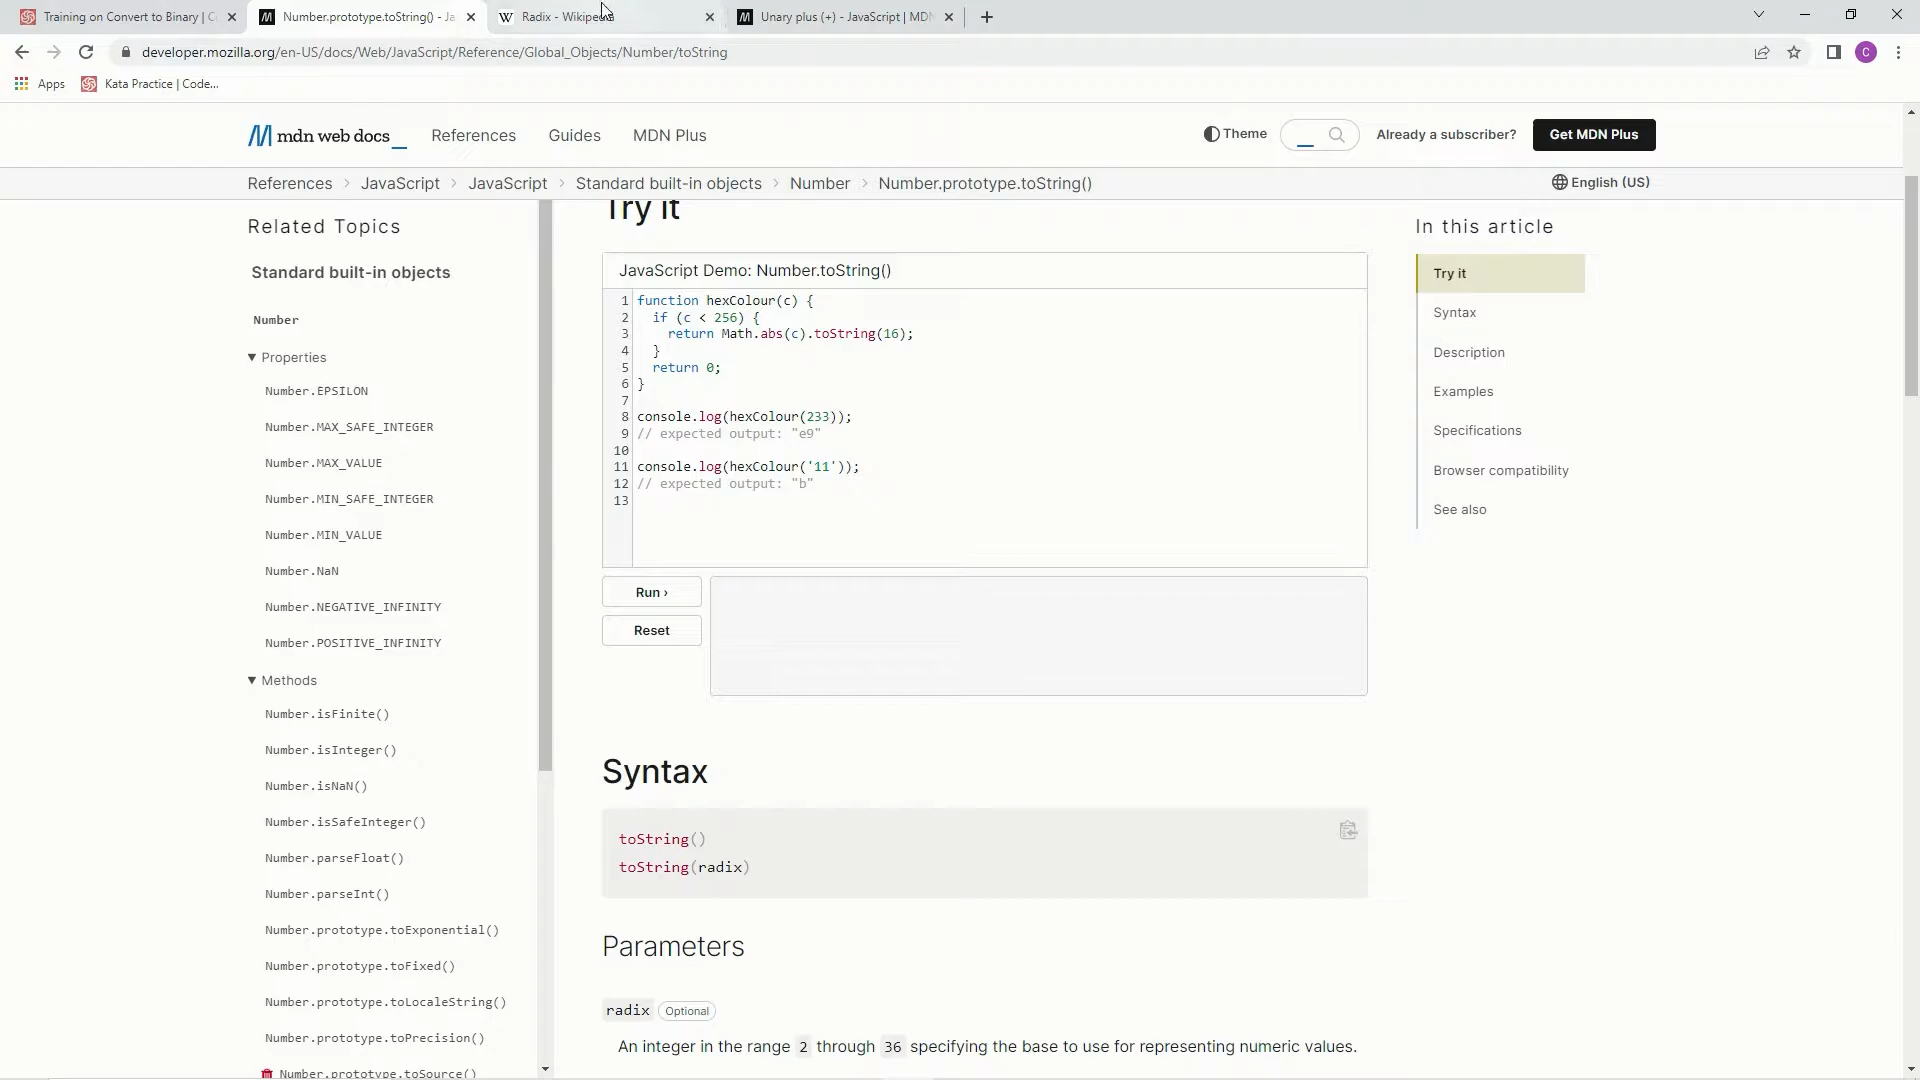 Training on Convert to Binary | C
Number.prototype.toString() - Ja
Radix - Wikipedia
Unary plus (+) - JavaScript | MDN
developer.mozilla.org/en-US/docs/Web/JavaScript/Reference/Global_Objects/Number/toString
C
Apps
Kata Practice | Code...
mdn web docs _
References
Guides
MDN Plus
Theme
Already a subscriber?
Get MDN Plus
References > JavaScript > JavaScript > Standard built-in objects > Number > Number.prototype.toString()
English (US)
Related Topics
Standard built-in objects
Number
Properties
Number.EPSILON
Number.MAX_SAFE_INTEGER
Number.MAX_VALUE
Number.MIN_SAFE_INTEGER
Number.MIN_VALUE
Number.NaN
Number.NEGATIVE_INFINITY
Number.POSITIVE_INFINITY
Methods
Number.isFinite()
Number.isInteger()
Number.isNaN()
Number.isSafeInteger()
Number.parseFloat()
Number.parseInt()
Number.prototype.toExponential()
Number.prototype.toFixed()
Number.prototype.toLocaleString()
Number.prototype.toPrecision()
Number.prototype.toSource()
Try it
JavaScript Demo: Number.toString()
1 function hexColour(c) {
2 if (c < 256) {
3 return Math.abs(c).toString(16);
4 }
5 return 0;
6 }
7
8 console.log(hexColour(233));
9 // expected output: "e9"
10
11 console.log(hexColour('11'));
12 // expected output: "b"
13
Run ›
Reset
Syntax
toString()
toString(radix)
Parameters
radix Optional
An integer in the range 2 through 36 specifying the base to use for representing numeric values.
In this article
Try it
Syntax
Description
Examples
Specifications
Browser compatibility
See also